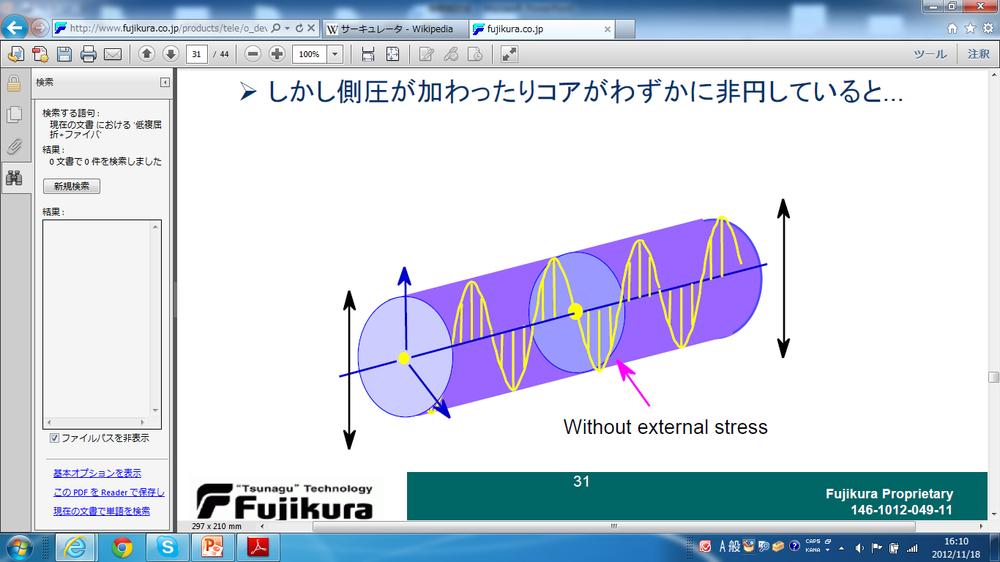 http://www.fujikura.co.jp/products/tele/o_dev
W サーキュレータ - Wikipedia
fujikura.co.jp
31 / 44
100%
ツール
注釈
検索
検索する語句 :
現在の文書 における '低複屈
折+ファイバ'
結果 :
0 文書で 0 件を検索しました
新規検索
結果 :
ファイルパスを非表示
基本オプションを表示
この PDF を Reader で保存し
現在の文書で単語を検索
しかし側圧が加わったりコアがわずかに非円していると...
Without external stress
31
"Tsunagu" Technology
Fujikura
Fujikura Proprietary
146-1012-049-11
297 x 210 mm
A 般
CAPS
KANA
16:10
2012/11/18